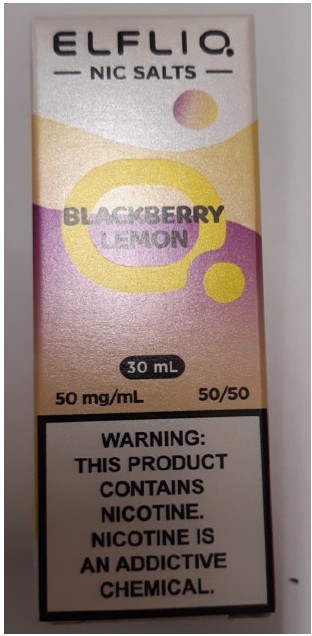 ELFLIQ
NIC SALTS
BLACKBERRY
LEMON
30 mL
50 mg/mL 50/50
WARNING:
THIS PRODUCT
CONTAINS
NICOTINE.
NICOTINE IS
AN ADDICTIVE
CHEMICAL.